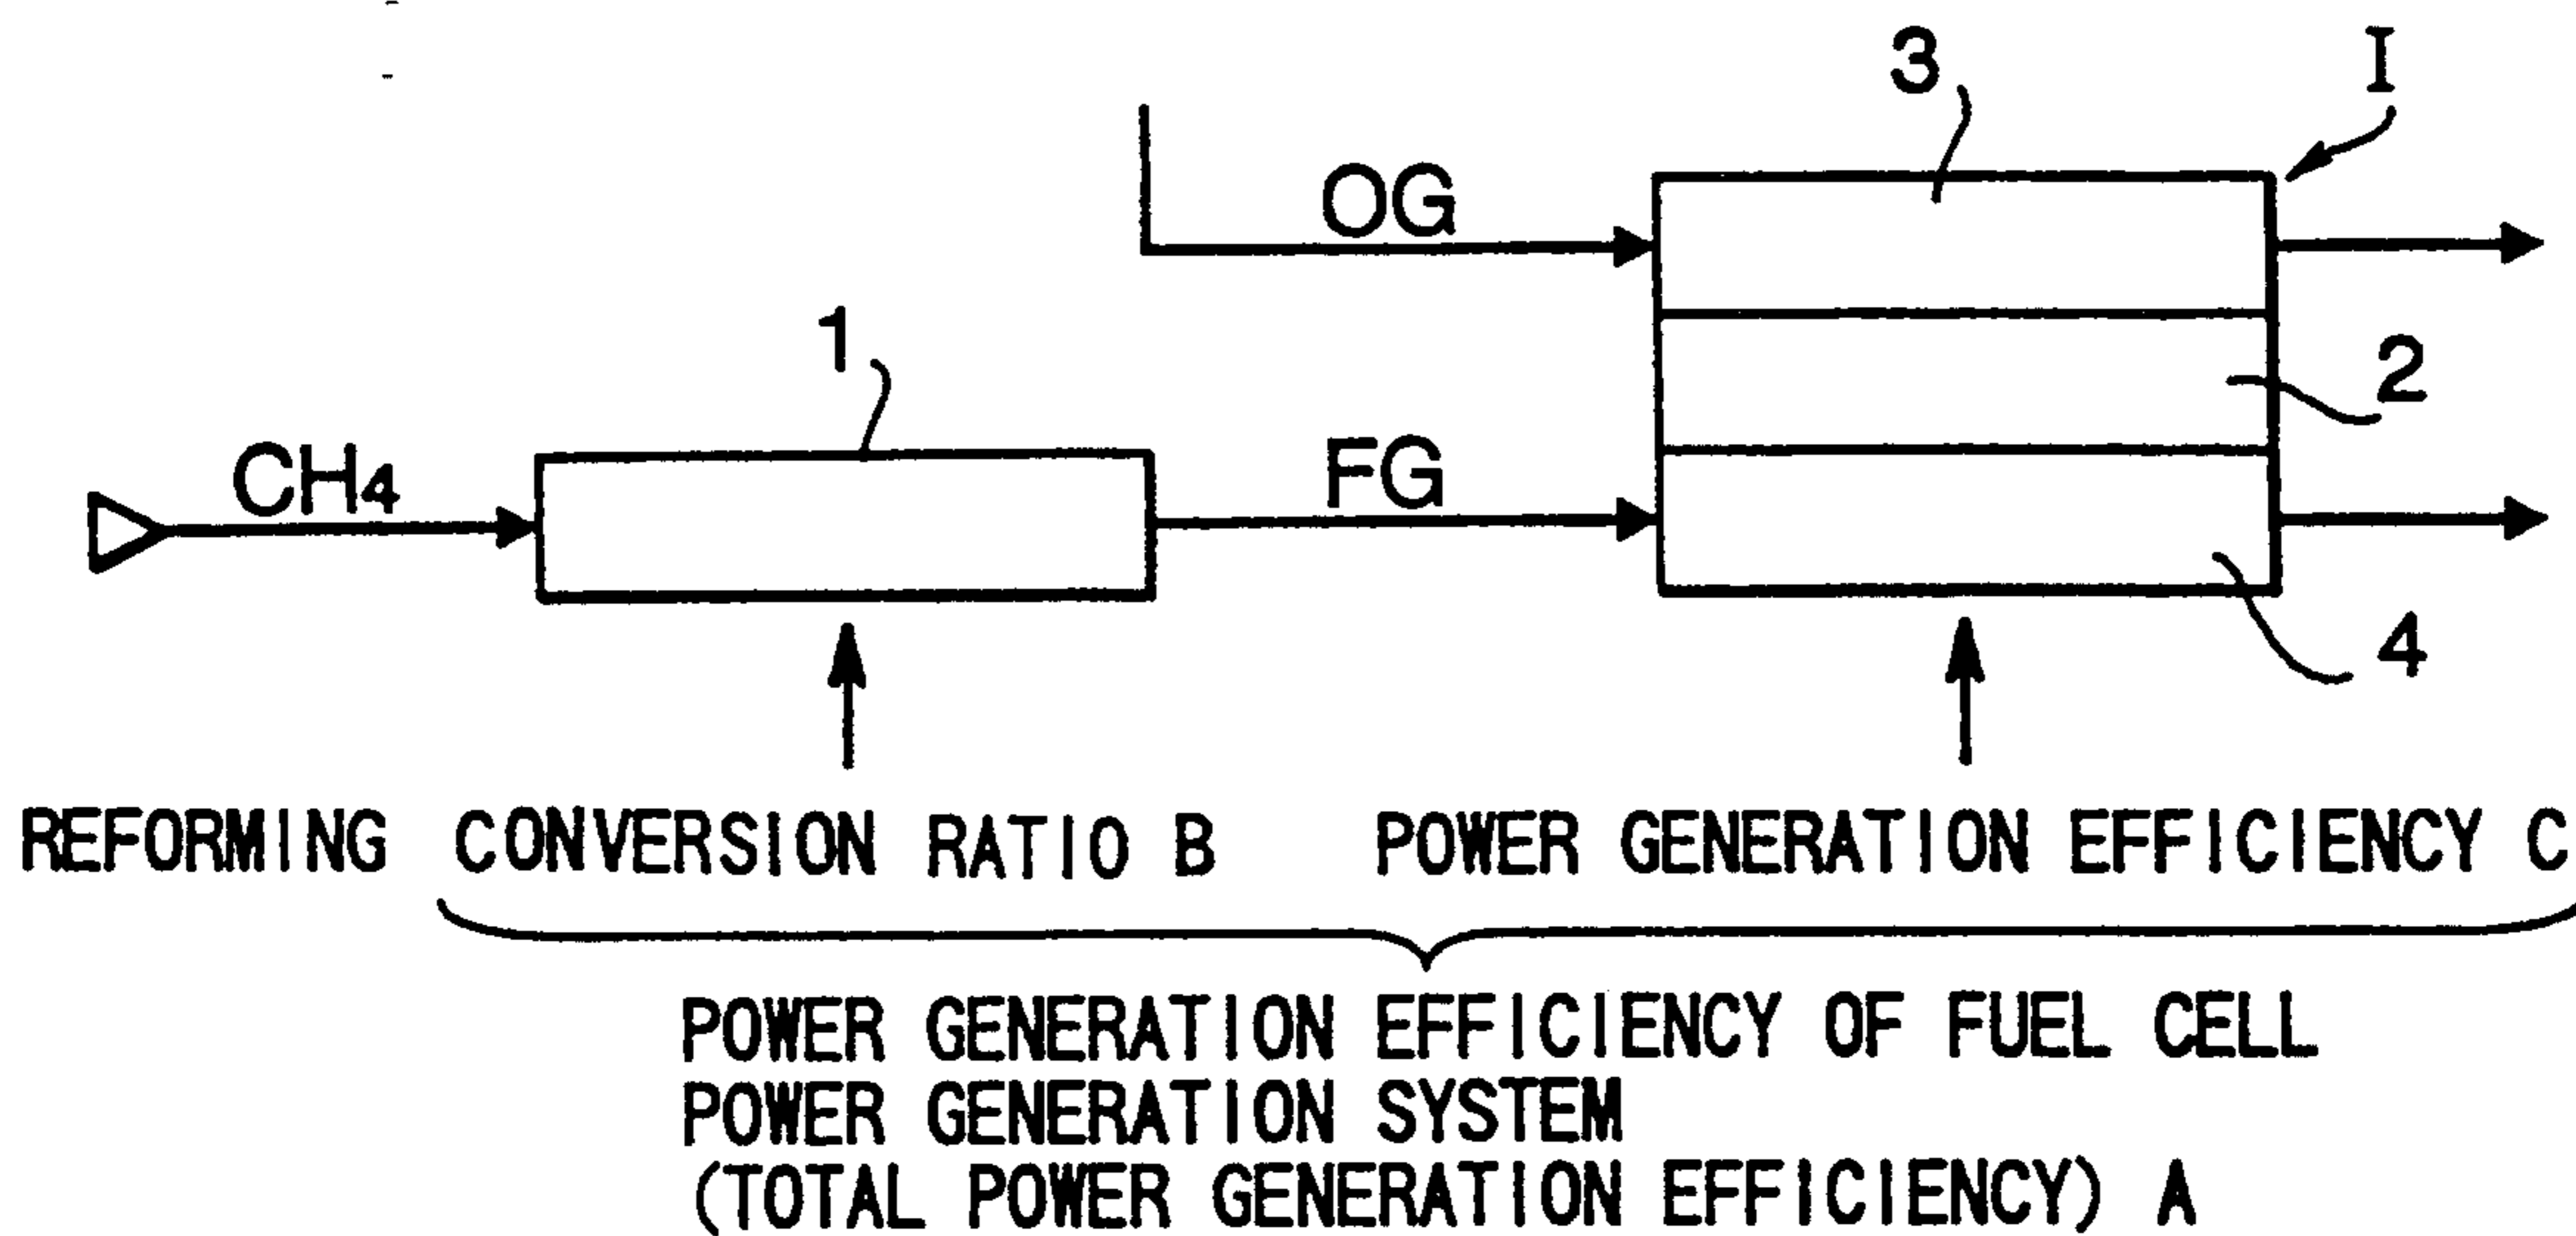 3
I
OG
1
2
CH4
FG
4
REFORMING CONVERSION RATIO B
POWER GENERATION EFFICIENCY C
POWER GENERATION EFFICIENCY OF FUEL CELL
POWER GENERATION SYSTEM
(TOTAL POWER GENERATION EFFICIENCY) A